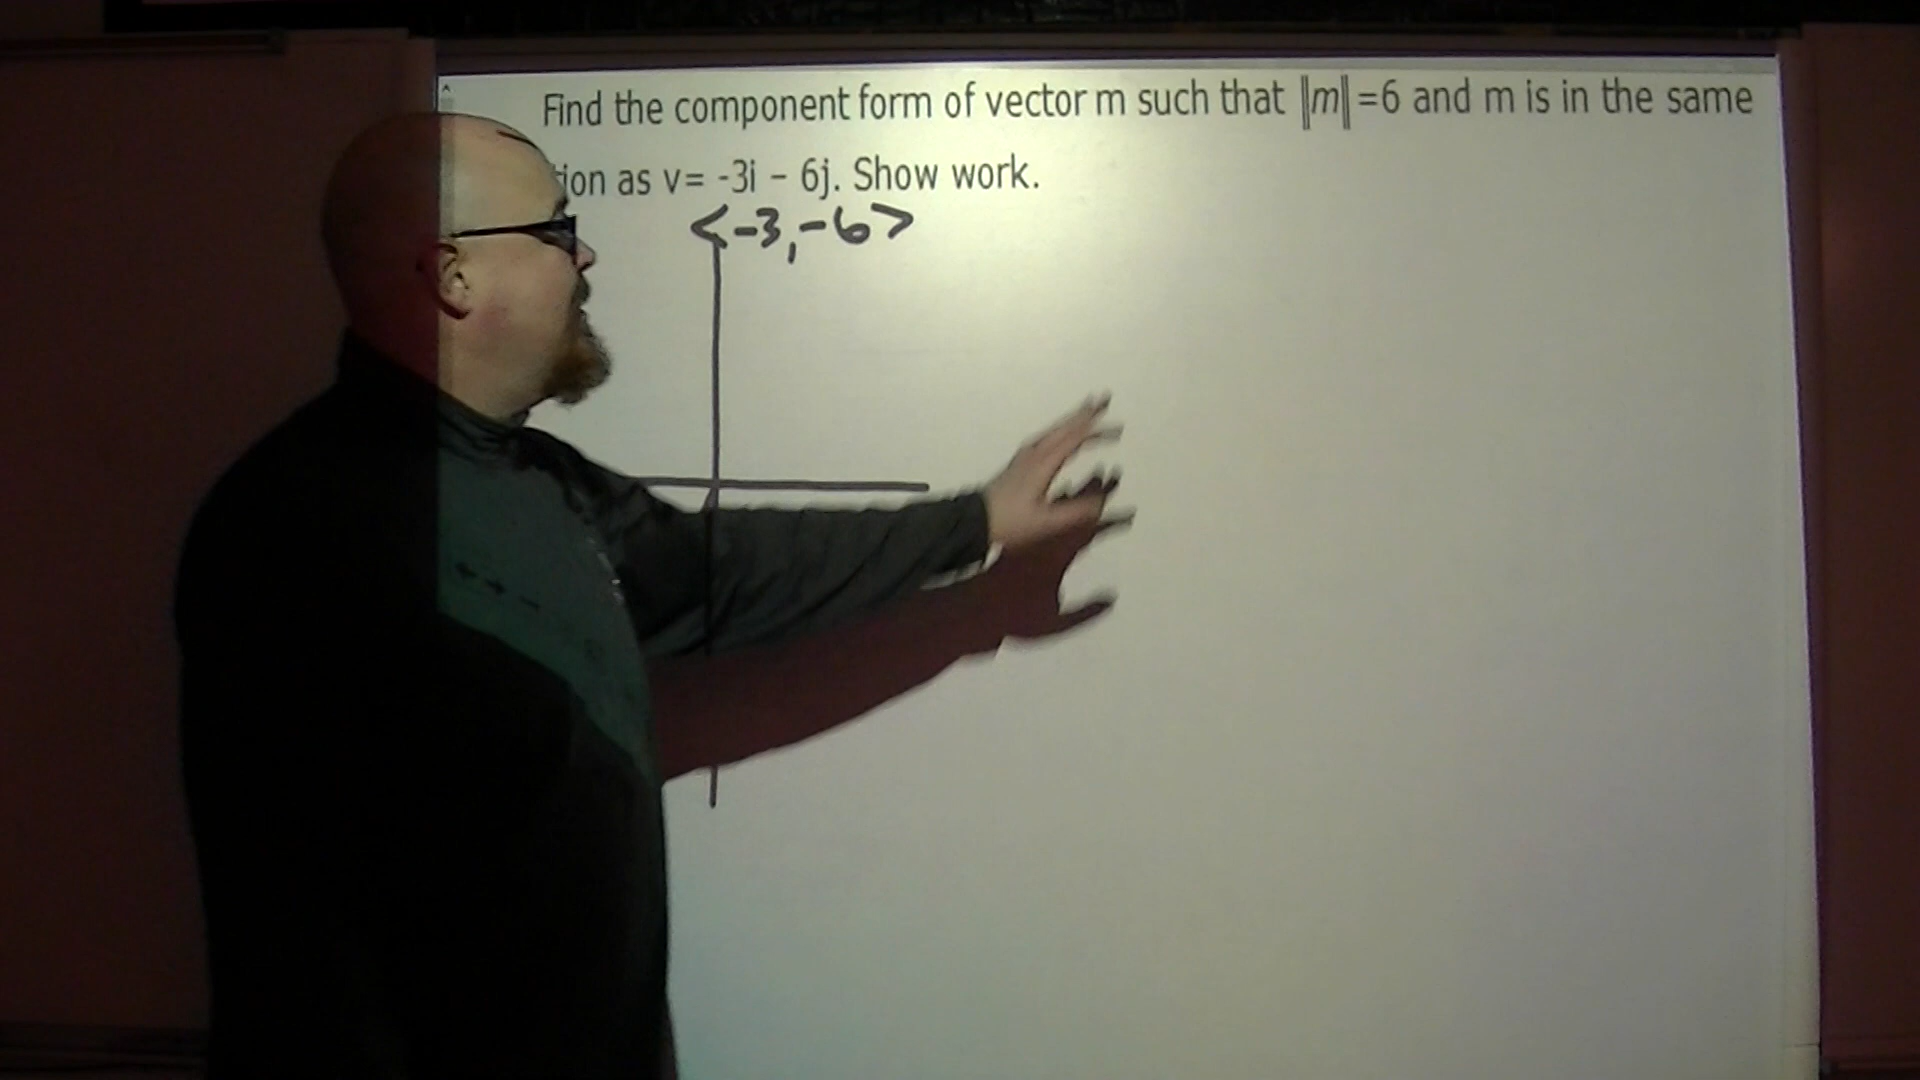 Find the component form of vector m such that ‖m‖=6 and m is in the same
as v= -3i – 6j. Show work.
<-3,-6>